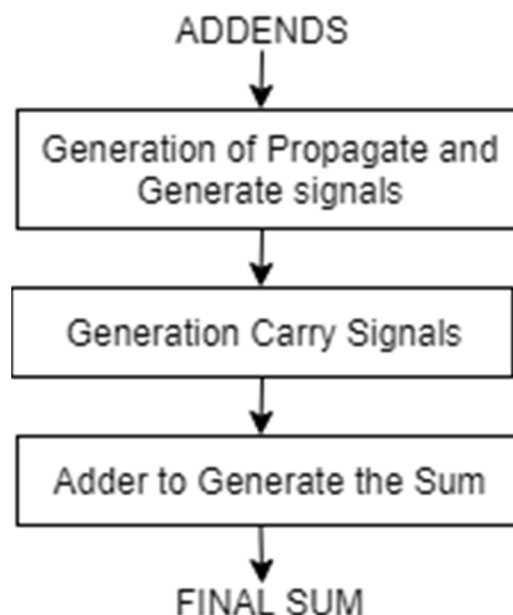 ADDENDS
Generation of Propagate and
Generate signals
Generation Carry Signals
Adder to Generate the Sum
FINAL SUM